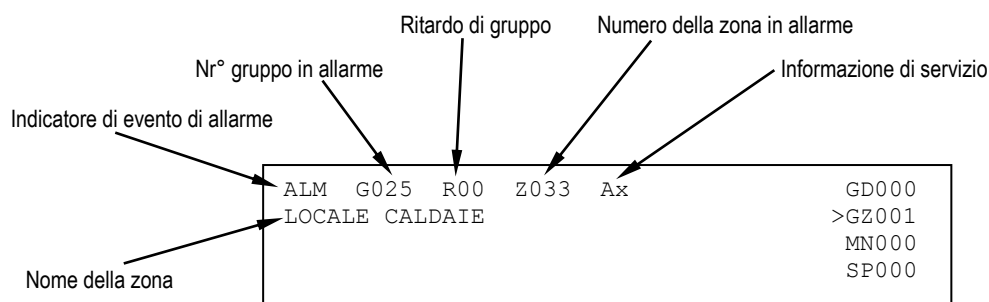 Ritardo di gruppo
Numero della zona in allarme
Nr° gruppo in allarme
Informazione di servizio
Indicatore di evento di allarme
ALM G025 R00 Z033 Ax GD000
LOCALE CALDAIE >GZ001
MN000
SP000
Nome della zona